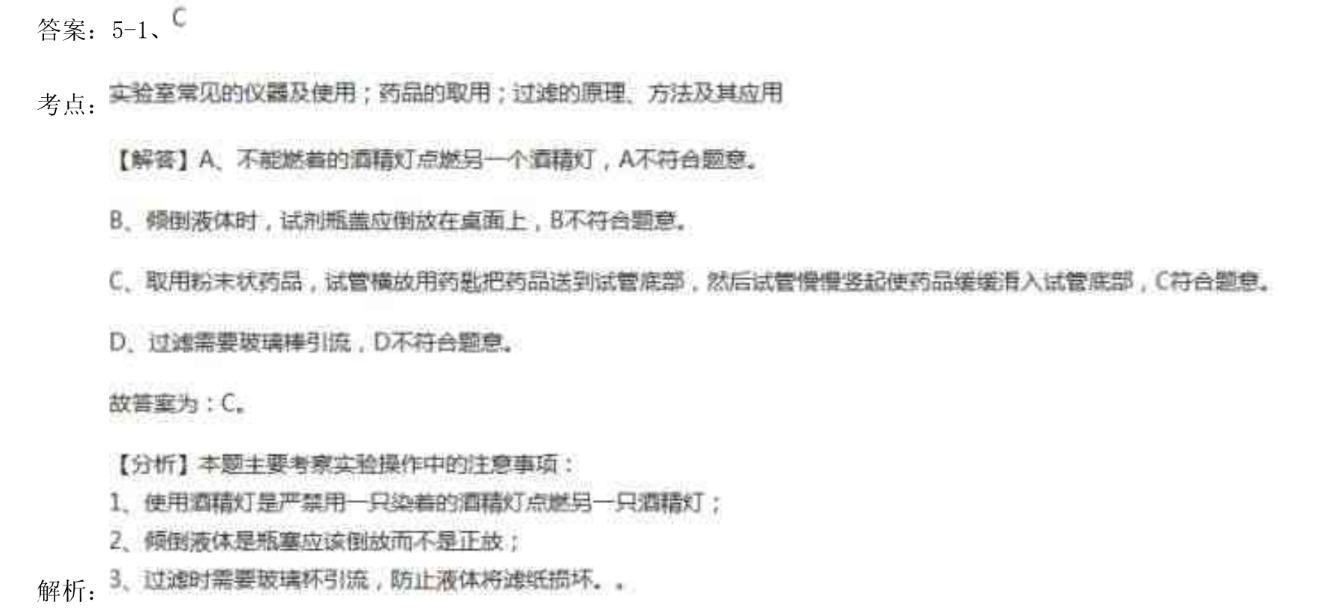 答案：5-1、C
考点：实验室常见的仪器及使用；药品的取用；过滤的原理、方法及其应用
【解答】A、不能燃着的酒精灯点燃另一个酒精灯，A不符合题意。
B、倾倒液体时，试剂瓶盖应倒放在桌面上，B不符合题意。
C、取用粉末状药品，试管横放用药匙把药品送到试管底部，然后试管慢慢竖起使药品缓缓滑入试管底部，C符合题意。
D、过滤需要玻璃棒引流，D不符合题意。
故答案为：C。
【分析】本题主要考察实验操作中的注意事项：
1、使用酒精灯是严禁用一只染着的酒精灯点燃另一只酒精灯；
2、倾倒液体是瓶塞应该倒放而不是正放；
解析：3、过滤时需要玻璃杯引流，防止液体将滤纸损坏。。